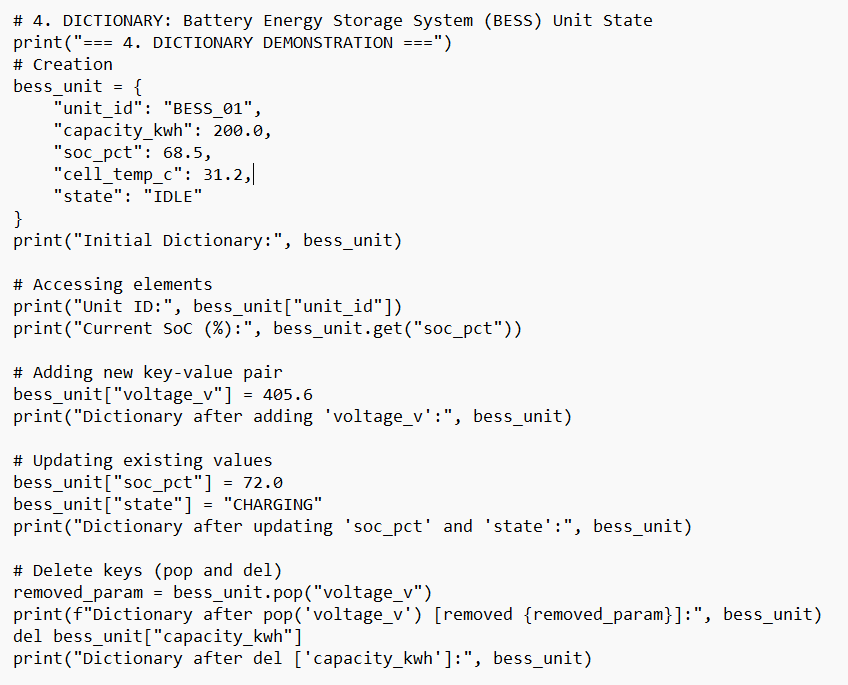 # 4. DICTIONARY: Battery Energy Storage System (BESS) Unit State
print("=== 4. DICTIONARY DEMONSTRATION ===")
# Creation
bess_unit = {
    "unit_id": "BESS_01",
    "capacity_kwh": 200.0,
    "soc_pct": 68.5,
    "cell_temp_c": 31.2,
    "state": "IDLE"
}
print("Initial Dictionary:", bess_unit)

# Accessing elements
print("Unit ID:", bess_unit["unit_id"])
print("Current SoC (%):", bess_unit.get("soc_pct"))

# Adding new key-value pair
bess_unit["voltage_v"] = 405.6
print("Dictionary after adding 'voltage_v':", bess_unit)

# Updating existing values
bess_unit["soc_pct"] = 72.0
bess_unit["state"] = "CHARGING"
print("Dictionary after updating 'soc_pct' and 'state':", bess_unit)

# Delete keys (pop and del)
removed_param = bess_unit.pop("voltage_v")
print(f"Dictionary after pop('voltage_v') [removed {removed_param}]:", bess_unit)
del bess_unit["capacity_kwh"]
print("Dictionary after del ['capacity_kwh']:", bess_unit)